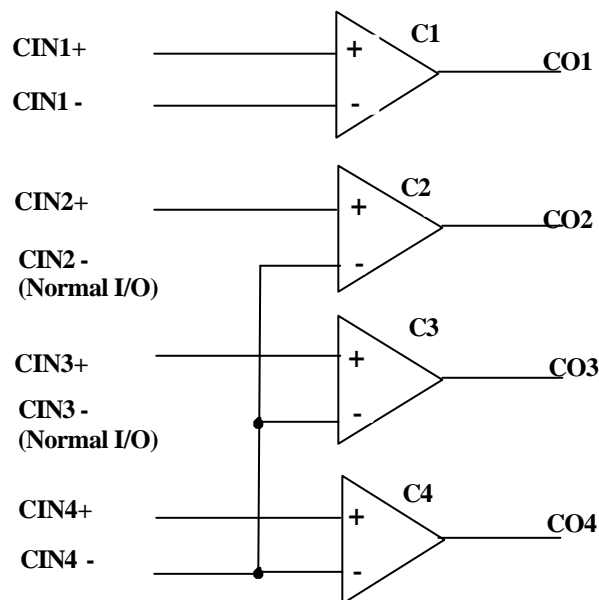 C1
CIN1+
+
CO1
CIN1 -
-
C2
CIN2+
+
CO2
CIN2 -
-
(Normal I/O)
C3
CIN3+
+
CO3
CIN3 -
-
(Normal I/O)
C4
CIN4+
+
CO4
CIN4 -
-